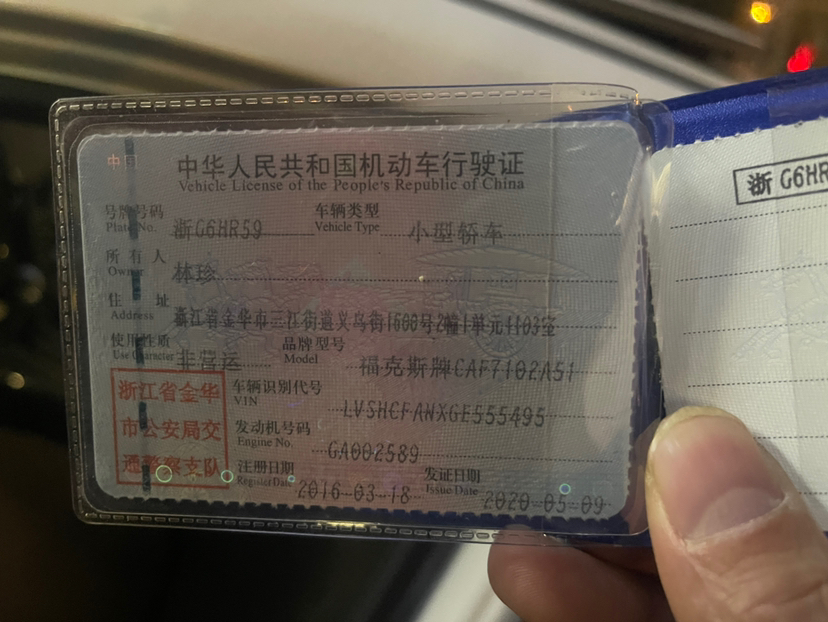 中国
中华人民共和国机动车行驶证
Vehicle License of the People's Republic of China
号牌号码 浙G6HR59 车辆类型 小型轿车
Plate No. Vehicle Type
所有人 林珍
Owner
住址 浙江省金华市三江街道义乌街1600号2幢1单元1103室
Address
使用性质 非营运 品牌型号 福克斯牌CAF7102A51
Use Character Model
浙江省金华
市公安局交
通警察支队
车辆识别代号 LVSHCFANXGE555495
VIN
发动机号码 GA002589
Engine No.
注册日期 2016-03-18 发证日期 2020-05-09
Register Date Issue Date
浙G6HR